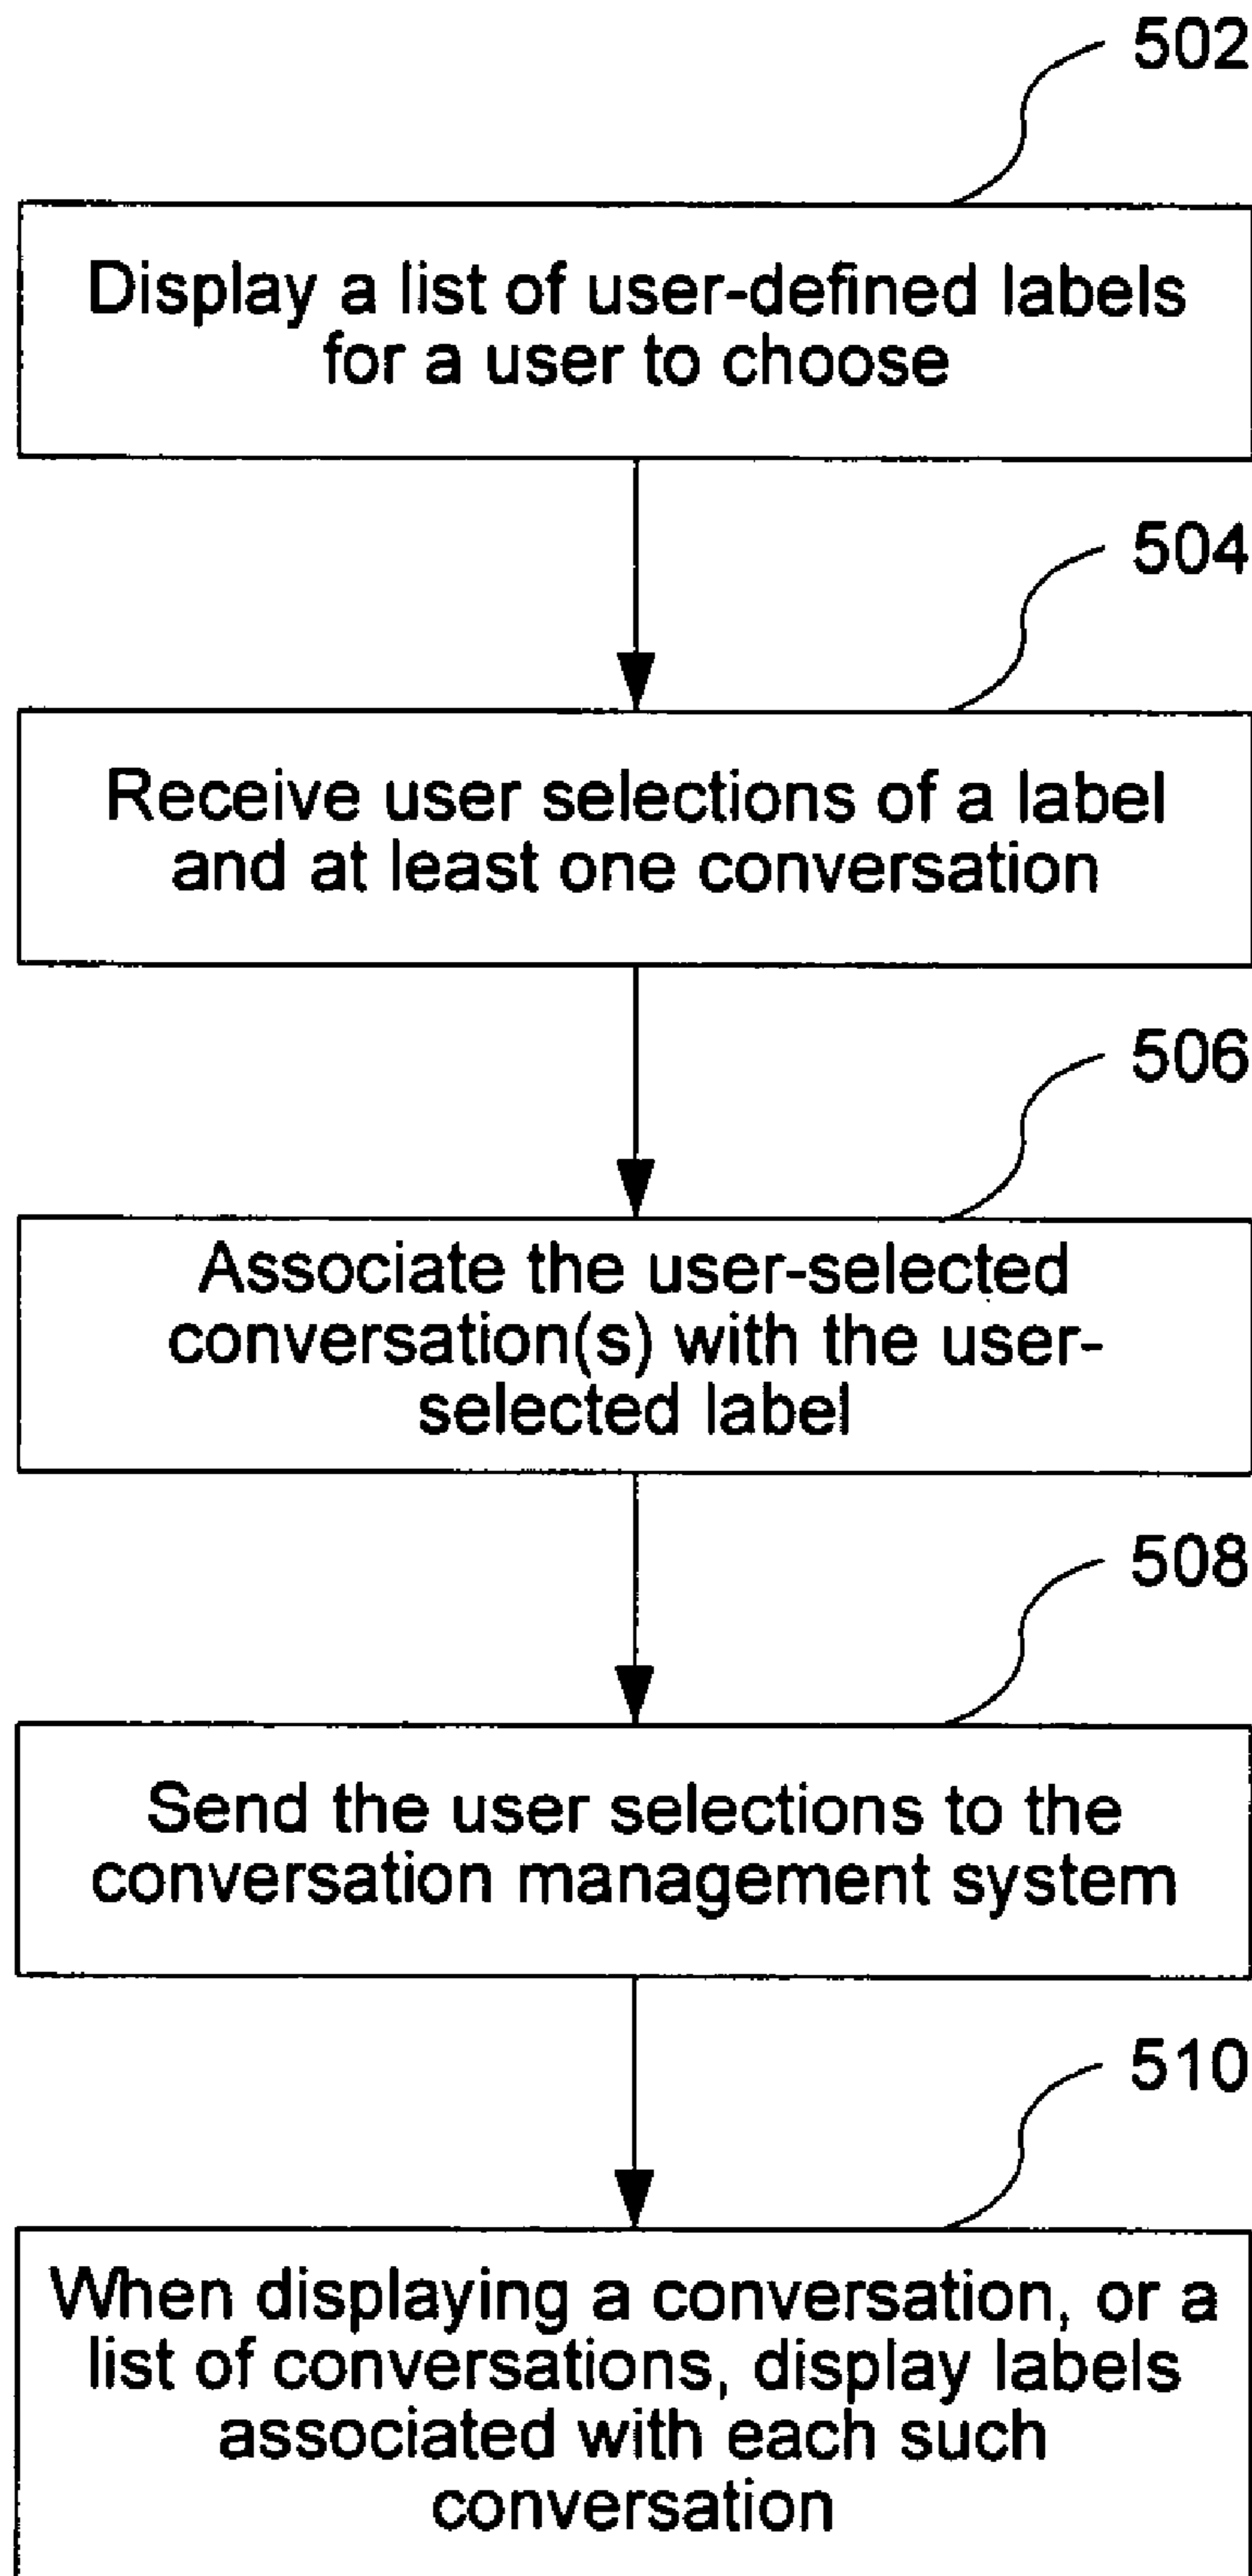 502
Display a list of user-defined labels
for a user to choose
504
Receive user selections of a label
and at least one conversation
506
Associate the user-selected
conversation(s) with the user-
selected label
508
Send the user selections to the
conversation management system
510
When displaying a conversation, or a
list of conversations, display labels
associated with each such
conversation